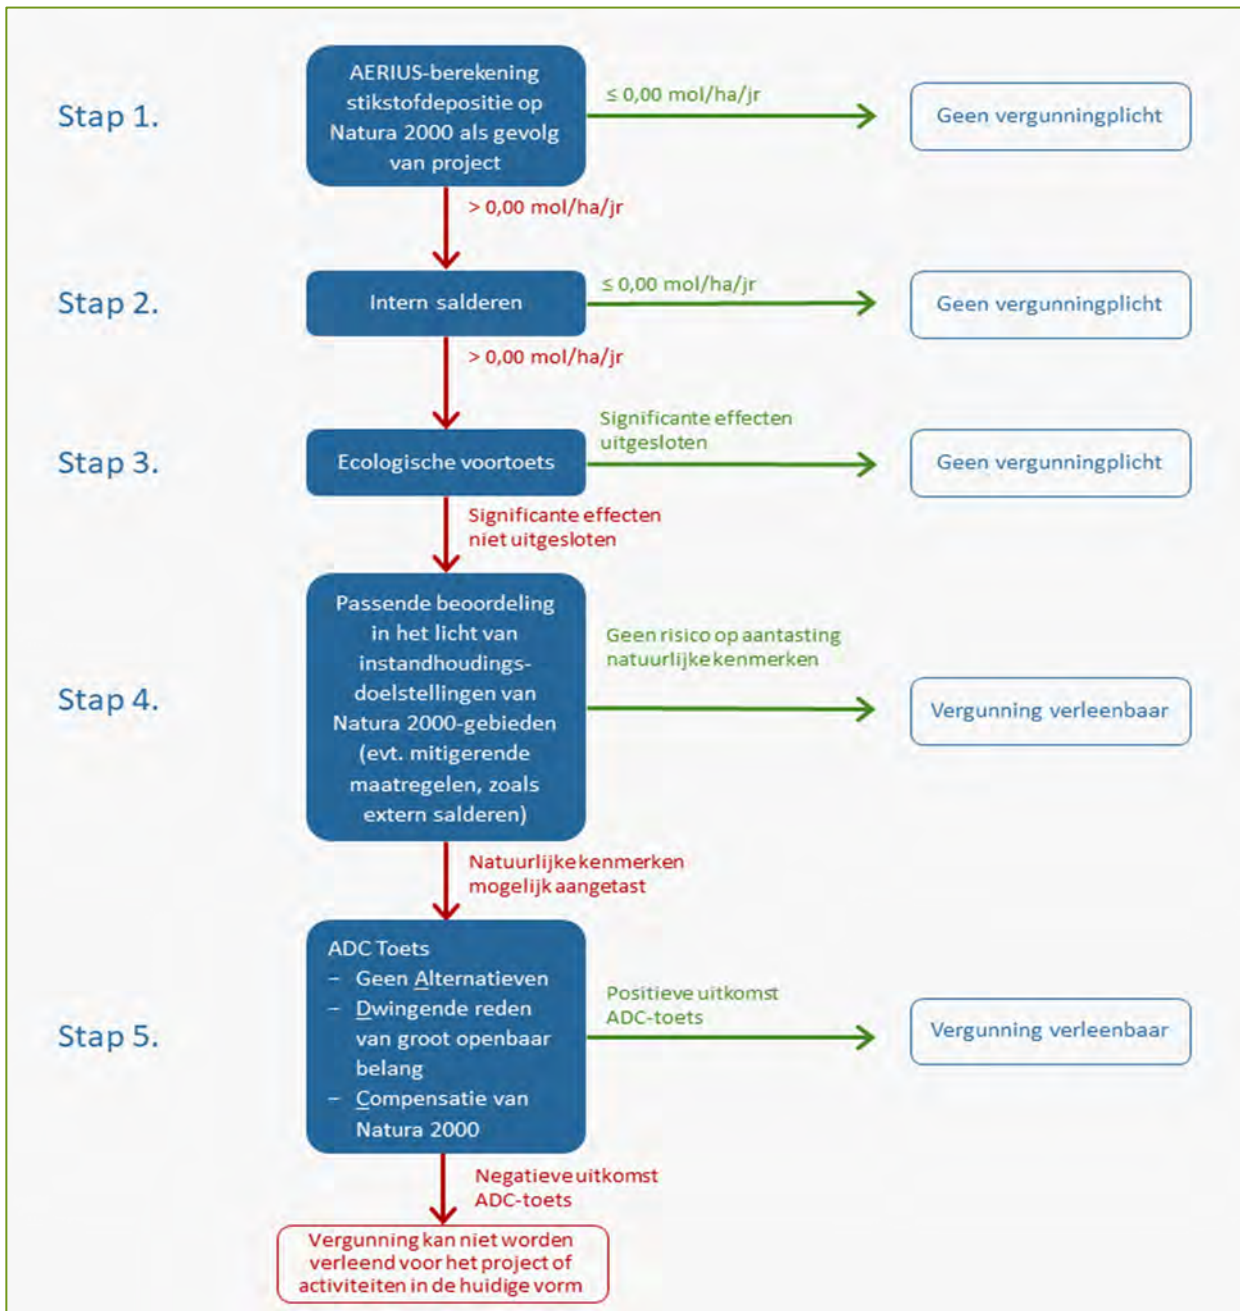 Stap 1.
AERIUS-berekening
stikstofdepositie op
Natura 2000 als gevolg
van project
≤ 0,00 mol/ha/jr
Geen vergunningplicht
> 0,00 mol/ha/jr
Stap 2.
Intern salderen
≤ 0,00 mol/ha/jr
Geen vergunningplicht
> 0,00 mol/ha/jr
Stap 3.
Ecologische voortoets
Significante effecten
uitgesloten
Geen vergunningplicht
Significante effecten
niet uitgesloten
Stap 4.
Passende beoordeling
in het licht van
instandhoudings-
doelstellingen van
Natura 2000-gebieden
(evt. mitigerende
maatregelen, zoals
extern salderen)
Geen risico op aantasting
natuurlijke kenmerken
Vergunning verleenbaar
Natuurlijke kenmerken
mogelijk aangetast
Stap 5.
ADC Toets
– Geen Alternatieven
– Dwingende reden
van groot openbaar
belang
– Compensatie van
Natura 2000
Positieve uitkomst
ADC-toets
Vergunning verleenbaar
Negatieve uitkomst
ADC-toets
Vergunning kan niet worden
verleend voor het project of
activiteiten in de huidige vorm